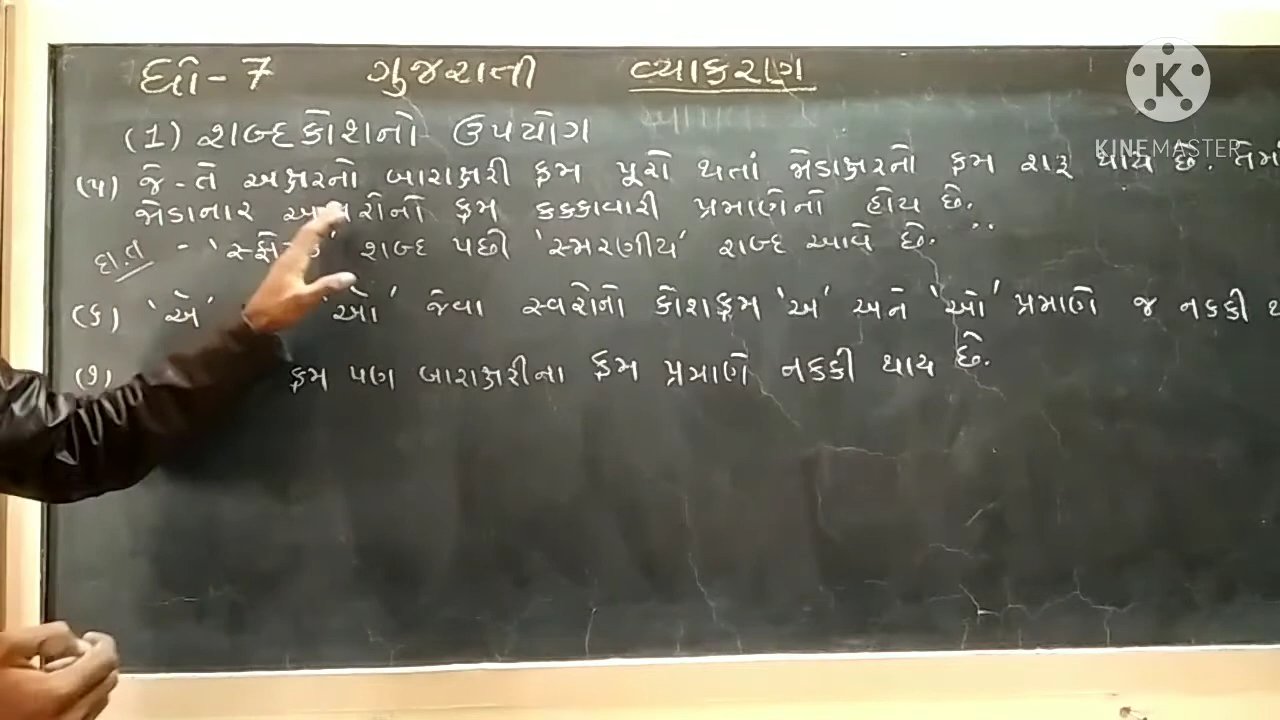 ધો-7 ગુજરાતી વ્યાકરણ
(1) શબ્દકોશનો ઉપયોગ
(૫) જે-તે અક્ષરનો બારાક્ષરી ક્રમ પૂરો થતાં જોડાક્ષરનો ક્રમ શરૂ થાય છે. તેમાં
જોડાનાર ક્રમ કક્કાવારી પ્રમાણેનો હોય છે.
દા.ત - શબ્દ પછી 'સ્મરણીય' શબ્દ આવે છે.
(૬) 'ઍ' 'ઑ' જેવા સ્વરોનો કોશક્રમ 'અ' અને 'ઓ' પ્રમાણે જ નક્કી
(૭) ક્રમ પણ બારાક્ષરીના ક્રમ પ્રમાણે નક્કી થાય છે.
KINEMASTER